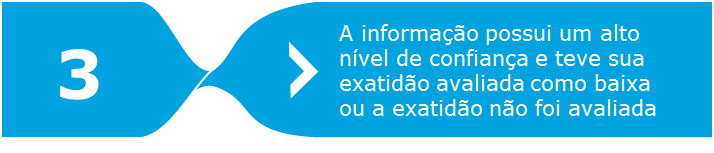 3
A informação possui um alto
nível de confiança e teve sua
exatidão avaliada como baixa
ou a exatidão não foi avaliada